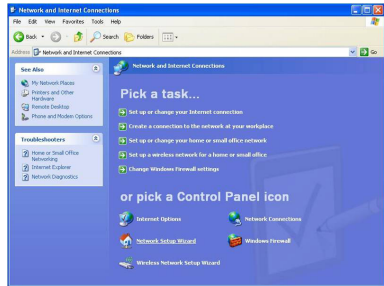 Network and Internet Connections
File Edit View Favorites Tools Help
Back Search Folders
Address Network and Internet Connections Go
See Also
My Network Places
Printers and Other Hardware
Remote Desktop
Phone and Modem Options
Troubleshooters
Home or Small Office Networking
Internet Explorer
Network Diagnostics
Network and Internet Connections
Pick a task...
Set up or change your Internet connection
Create a connection to the network at your workplace
Set up or change your home or small office network
Set up a wireless network for a home or small office
Change Windows Firewall settings
or pick a Control Panel icon
Internet Options
Network Connections
Network Setup Wizard
Windows Firewall
Wireless Network Setup Wizard